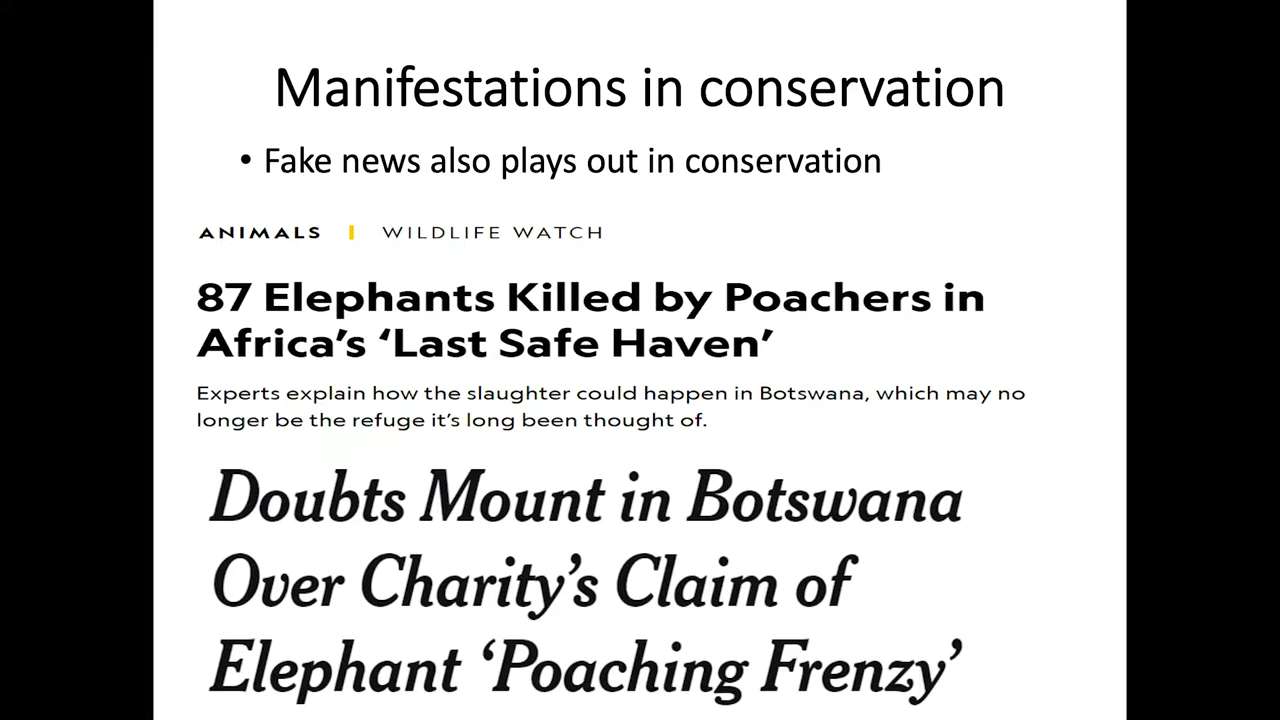 Manifestations in conservation
• Fake news also plays out in conservation
ANIMALS | WILDLIFE WATCH
87 Elephants Killed by Poachers in
Africa’s ‘Last Safe Haven’
Experts explain how the slaughter could happen in Botswana, which may no
longer be the refuge it’s long been thought of.
Doubts Mount in Botswana
Over Charity’s Claim of
Elephant ‘Poaching Frenzy’